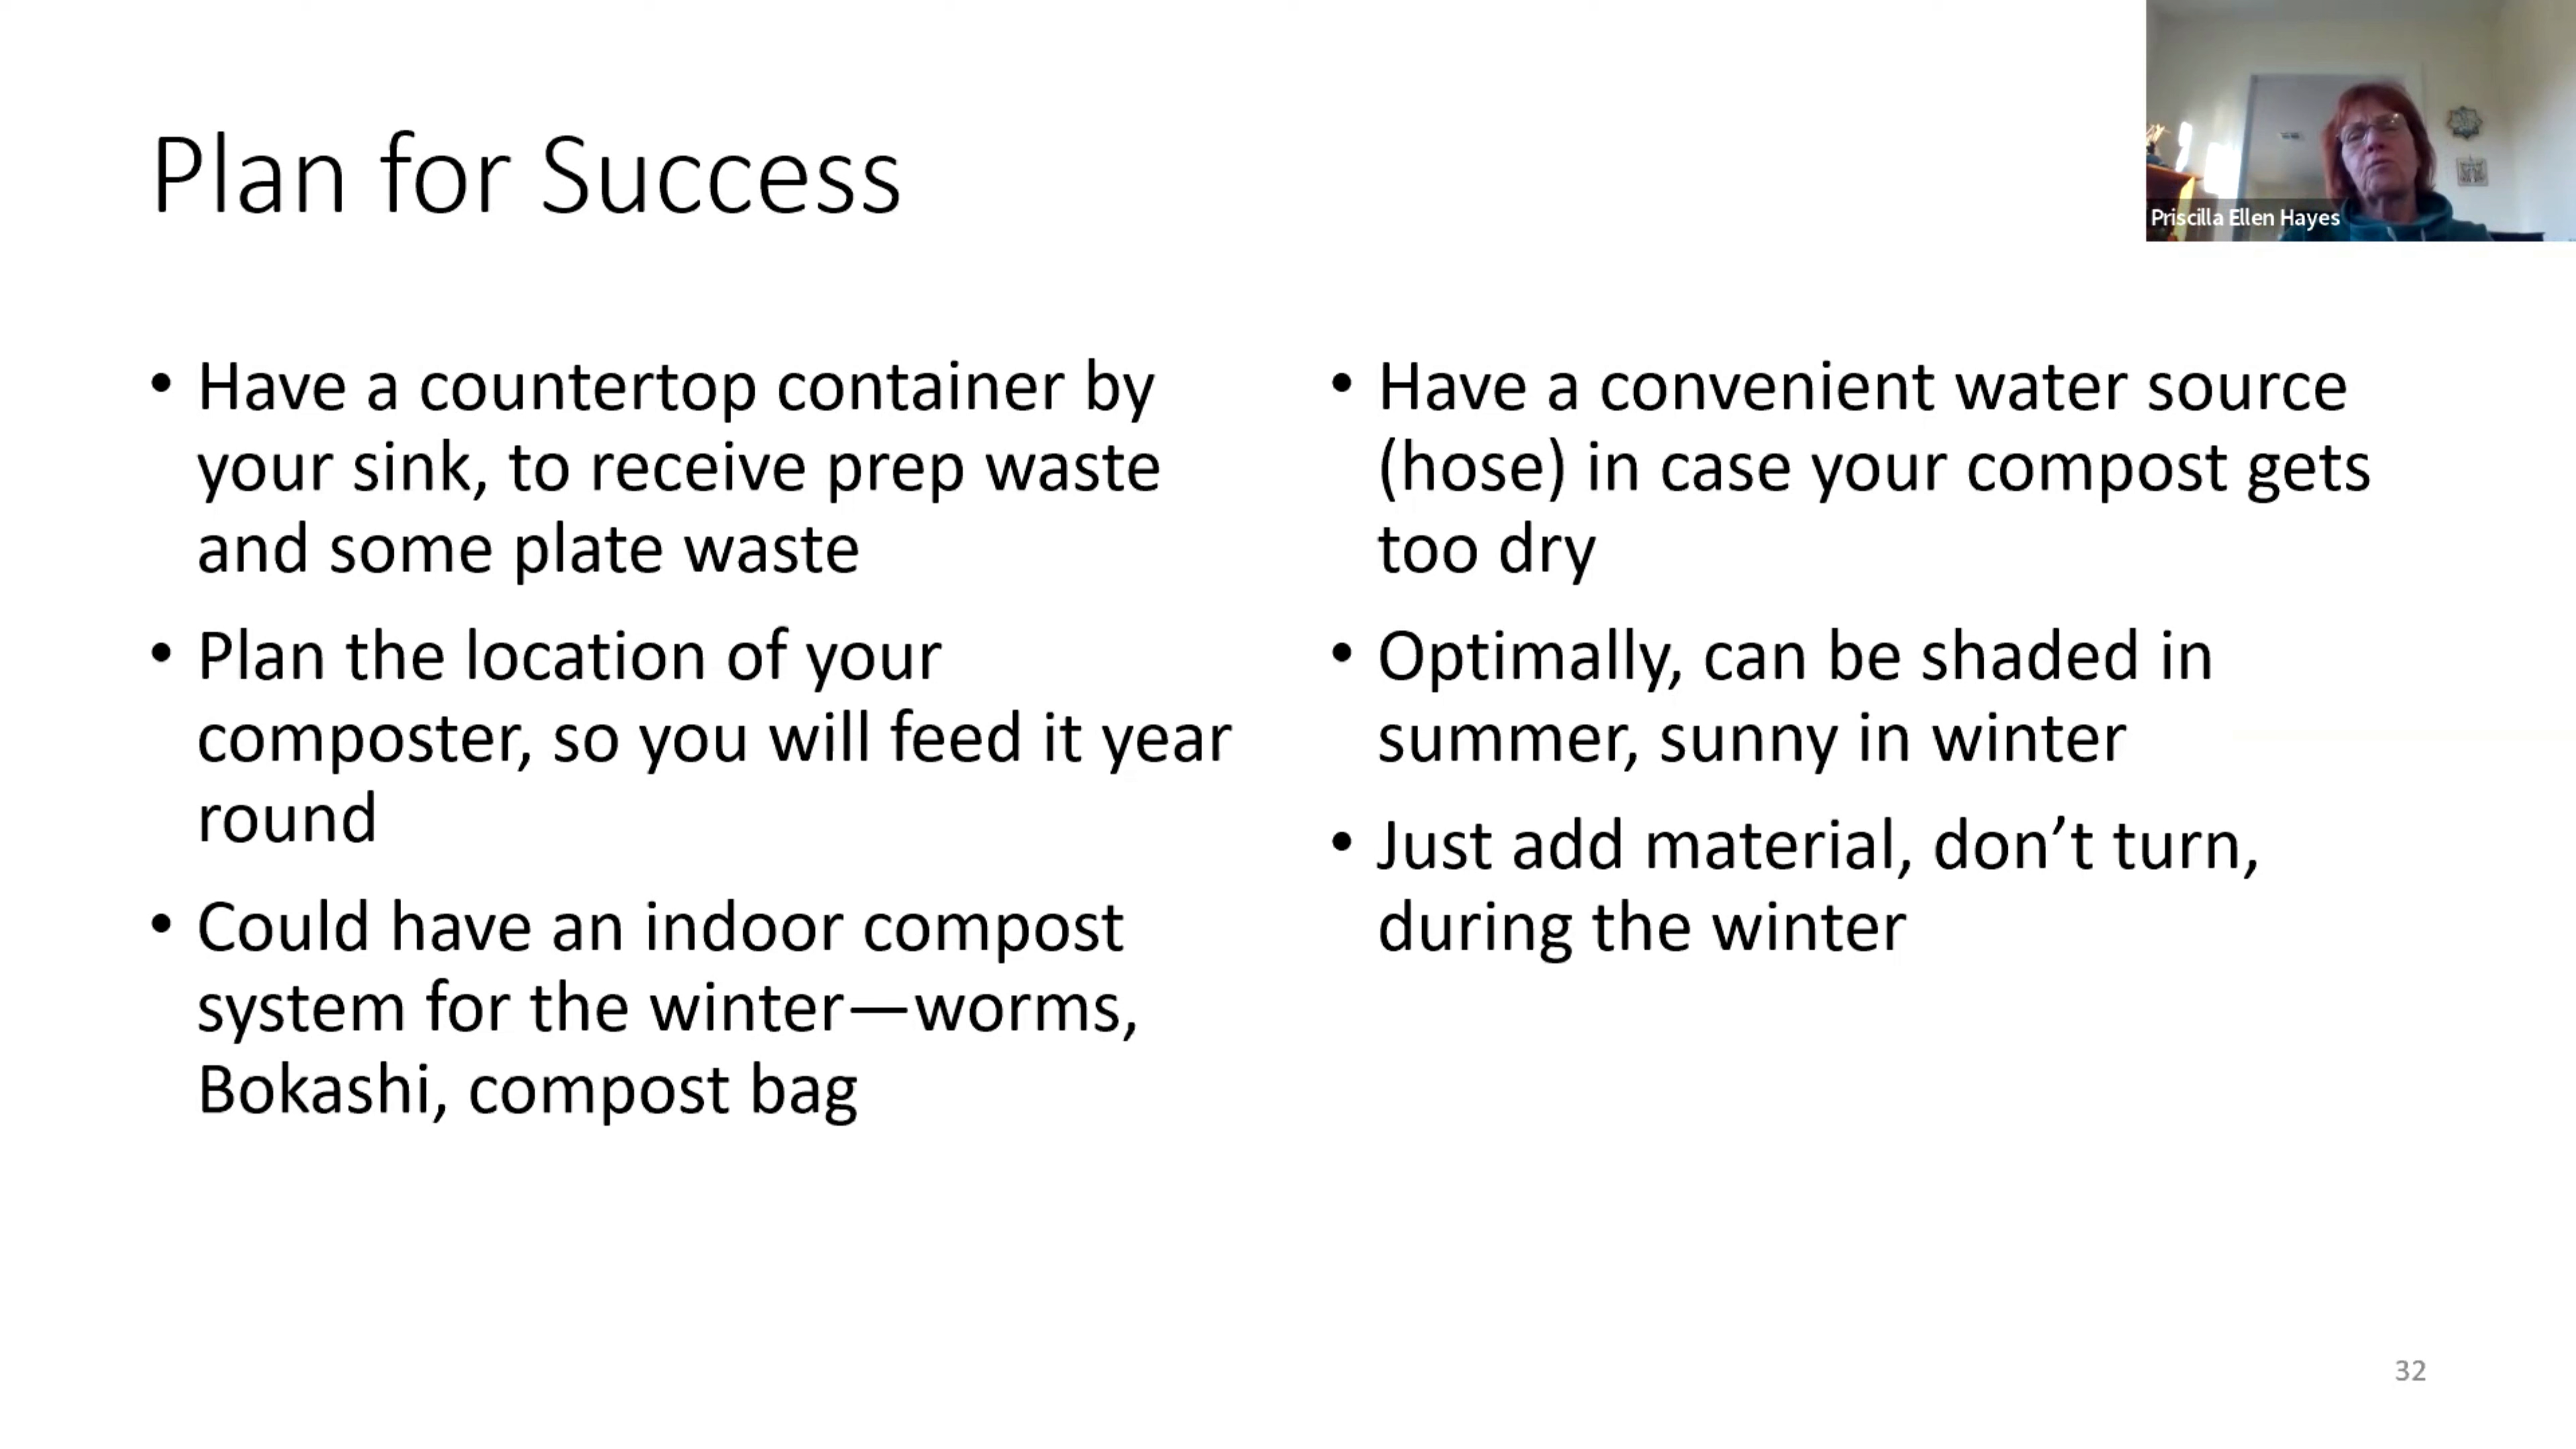 Plan for Success
Priscilla Ellen Hayes
• Have a countertop container by
your sink, to receive prep waste
and some plate waste
• Plan the location of your
composter, so you will feed it year
round
• Could have an indoor compost
system for the winter—worms,
Bokashi, compost bag
• Have a convenient water source
(hose) in case your compost gets
too dry
• Optimally, can be shaded in
summer, sunny in winter
• Just add material, don’t turn,
during the winter
32